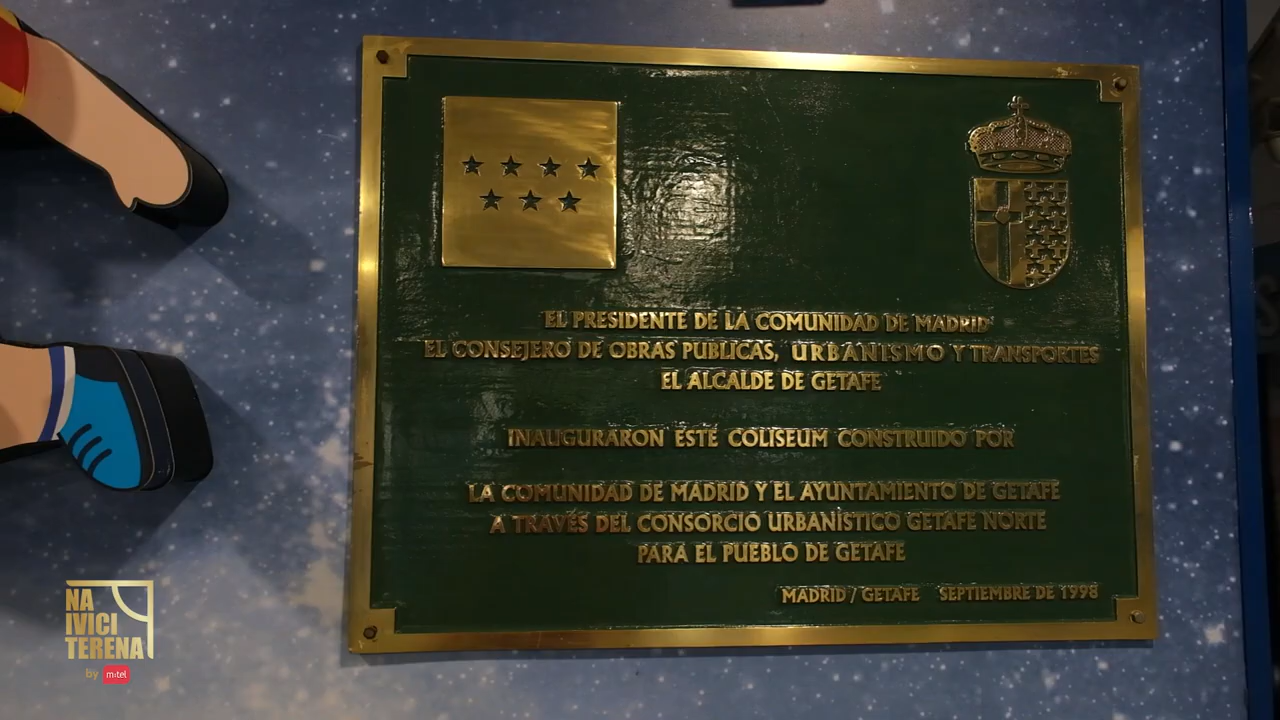 EL PRESIDENTE DE LA COMUNIDAD DE MADRID
EL CONSEJERO DE OBRAS PUBLICAS, URBANISMO Y TRANSPORTES
EL ALCALDE DE GETAFE
INAUGURARON ESTE COLISEUM CONSTRUIDO POR
LA COMUNIDAD DE MADRID Y EL AYUNTAMIENTO DE GETAFE
A TRAVÉS DEL CONSORCIO URBANÍSTICO GETAFE NORTE
PARA EL PUEBLO DE GETAFE
MADRID / GETAFE SEPTIEMBRE DE 1998
NA
IVICI
TERENA
by m:tel